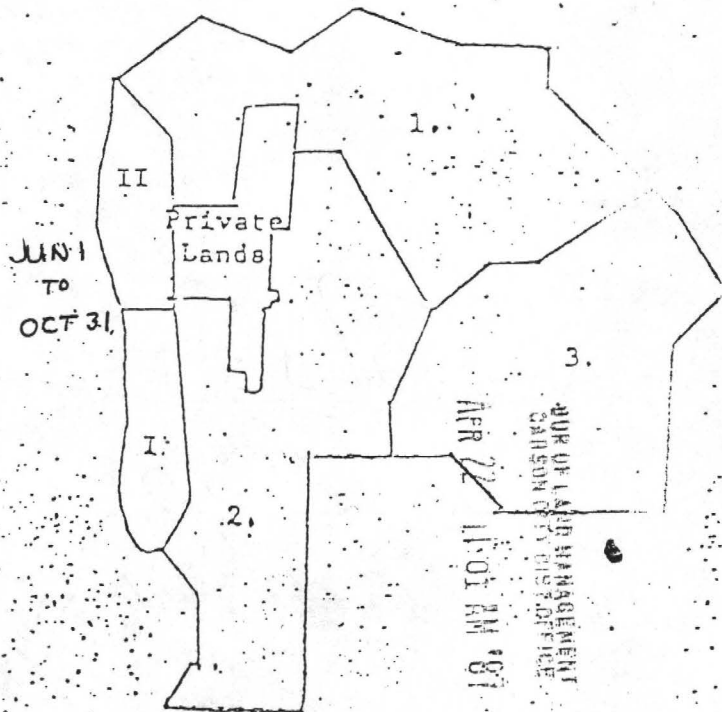 1.
II
Private
Lands
JUN 1
TO
OCT 31.
3.
I
2.
APR 22 11 01 AM '81
BUR OF LAND MANAGEMENT
CARSON CITY DIST. OFFICE